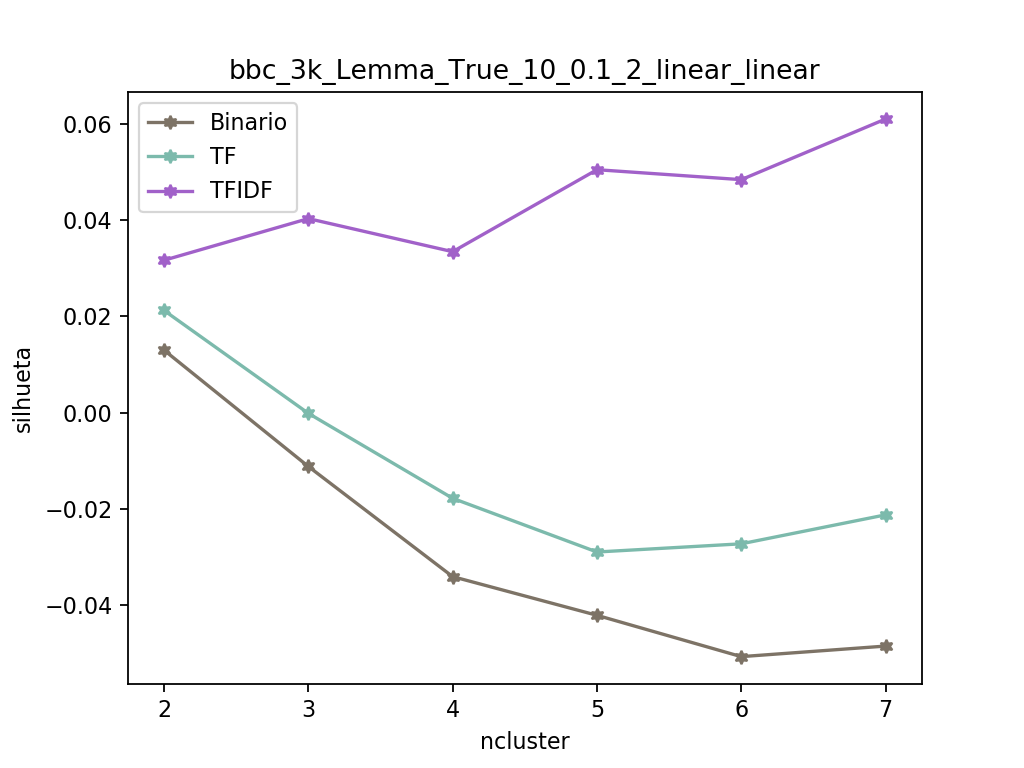 bbc_3k_Lemma_True_10_0.1_2_linear_linear
Binario
TF
TFIDF
0.06
0.04
0.02
0.00
−0.02
−0.04
silhueta
2 3 4 5 6 7
ncluster